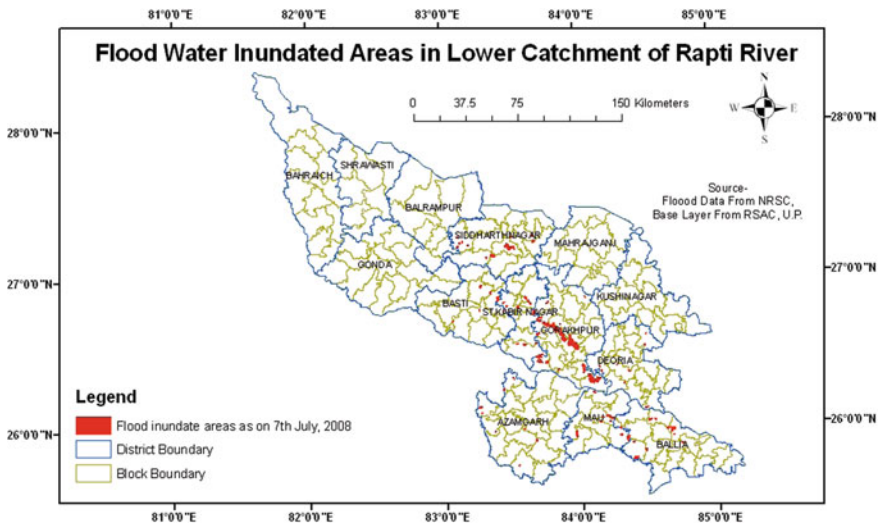 81°0'0"E 82°0'0"E 83°0'0"E 84°0'0"E 85°0'0"E
Flood Water Inundated Areas in Lower Catchment of Rapti River
0 37.5 75 150 Kilometers
N
W E
S
28°0'0"N 28°0'0"N
SHRAWASTI
BAHRAICH
BALRAMPUR
Source-
Floood Data From NRSC,
Base Layer From RSAC, U.P.
SIDDHARTHNAGAR
MAHRAJGANJ
GONDA
27°0'0"N 27°0'0"N
KUSHINAGAR
BASTI
ST.KABIR NAGAR
GORAKHPUR
DEORIA
Legend
Flood inundate areas as on 7th July, 2008
AZAMGARH MAU
26°0'0"N 26°0'0"N
District Boundary
BALLIA
Block Boundary
81°0'0"E 82°0'0"E 83°0'0"E 84°0'0"E 85°0'0"E